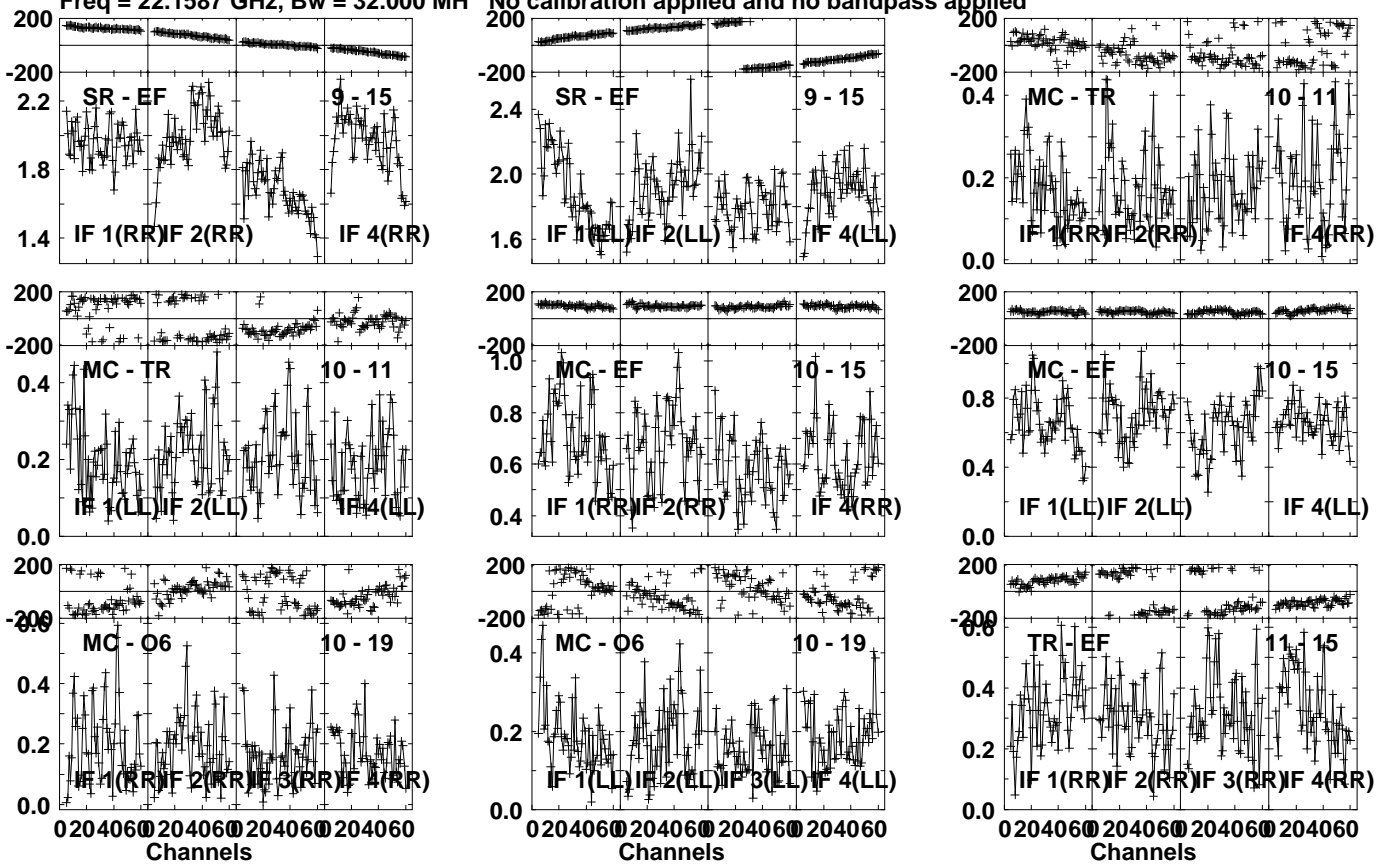 Freq = 22.1587 GHz, Bw = 32.000 MH No calibration applied and no bandpass applied
200
-200
SR - EF 9 - 15
2.2
1.8
1.4
IF 1(RR) IF 2(RR) IF 4(RR)
200
-200
SR - EF 9 - 15
2.4
2.0
1.6
IF 1(LL) IF 2(LL) IF 4(LL)
200
-200
MC - TR 10 - 11
0.4
0.2
0.0
IF 1(RR) IF 2(RR) IF 4(RR)
200
-200
MC - TR 10 - 11
0.4
0.2
0.0
IF 1(LL) IF 2(LL) IF 4(LL)
200
-200
MC - EF 10 - 15
1.0
0.8
0.6
0.4
IF 1(RR) IF 2(RR) IF 4(RR)
200
-200
MC - EF 10 - 15
0.8
0.4
0.0
IF 1(LL) IF 2(LL) IF 4(LL)
200
-200
0.6
MC - O6 10 - 19
0.4
0.2
0.0
IF 1(RR) IF 2(RR) IF 3(RR) IF 4(RR)
0 20 40 60 0 20 40 60 0 20 40 60 0 20 40 60
Channels
200
-200
MC - O6 10 - 19
0.4
0.2
0.0
IF 1(LL) IF 2(LL) IF 3(LL) IF 4(LL)
0 20 40 60 0 20 40 60 0 20 40 60 0 20 40 60
Channels
200
-200
0.6
TR - EF 11 - 15
0.4
0.2
0.0
IF 1(RR) IF 2(RR) IF 3(RR) IF 4(RR)
0 20 40 60 0 20 40 60 0 20 40 60 0 20 40 60
Channels